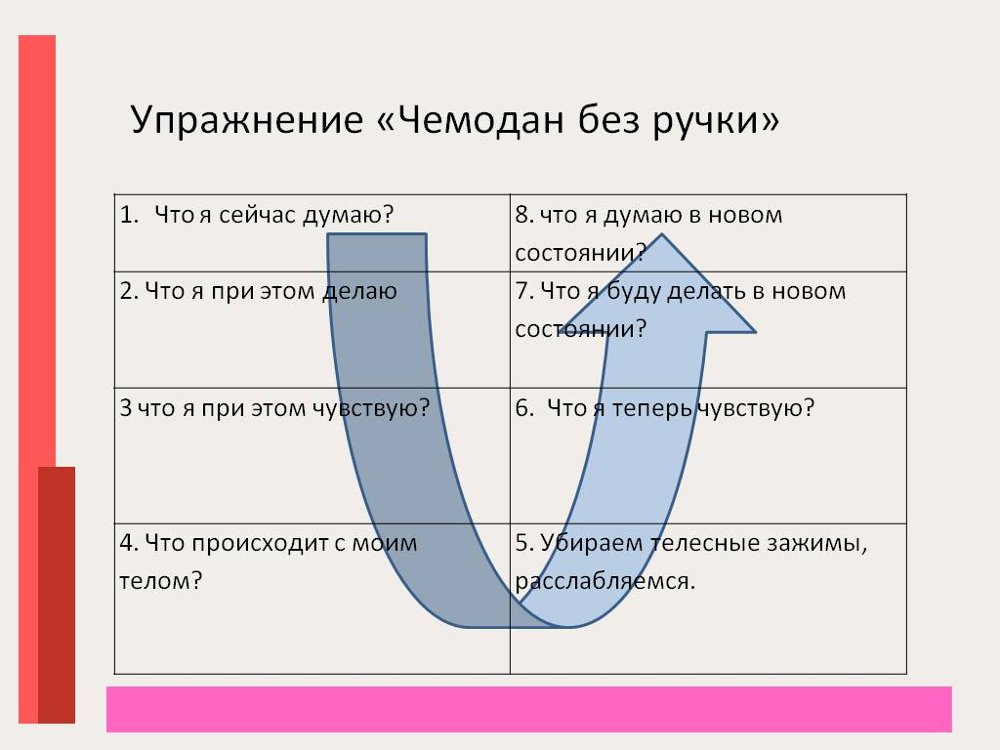 Упражнение «Чемодан без ручки»
1. Что я сейчас думаю?
8. что я думаю в новом
состоянии?
2. Что я при этом делаю
7. Что я буду делать в новом
состоянии?
3 что я при этом чувствую?
6. Что я теперь чувствую?
4. Что происходит с моим
телом?
5. Убираем телесные зажимы,
расслабляемся.